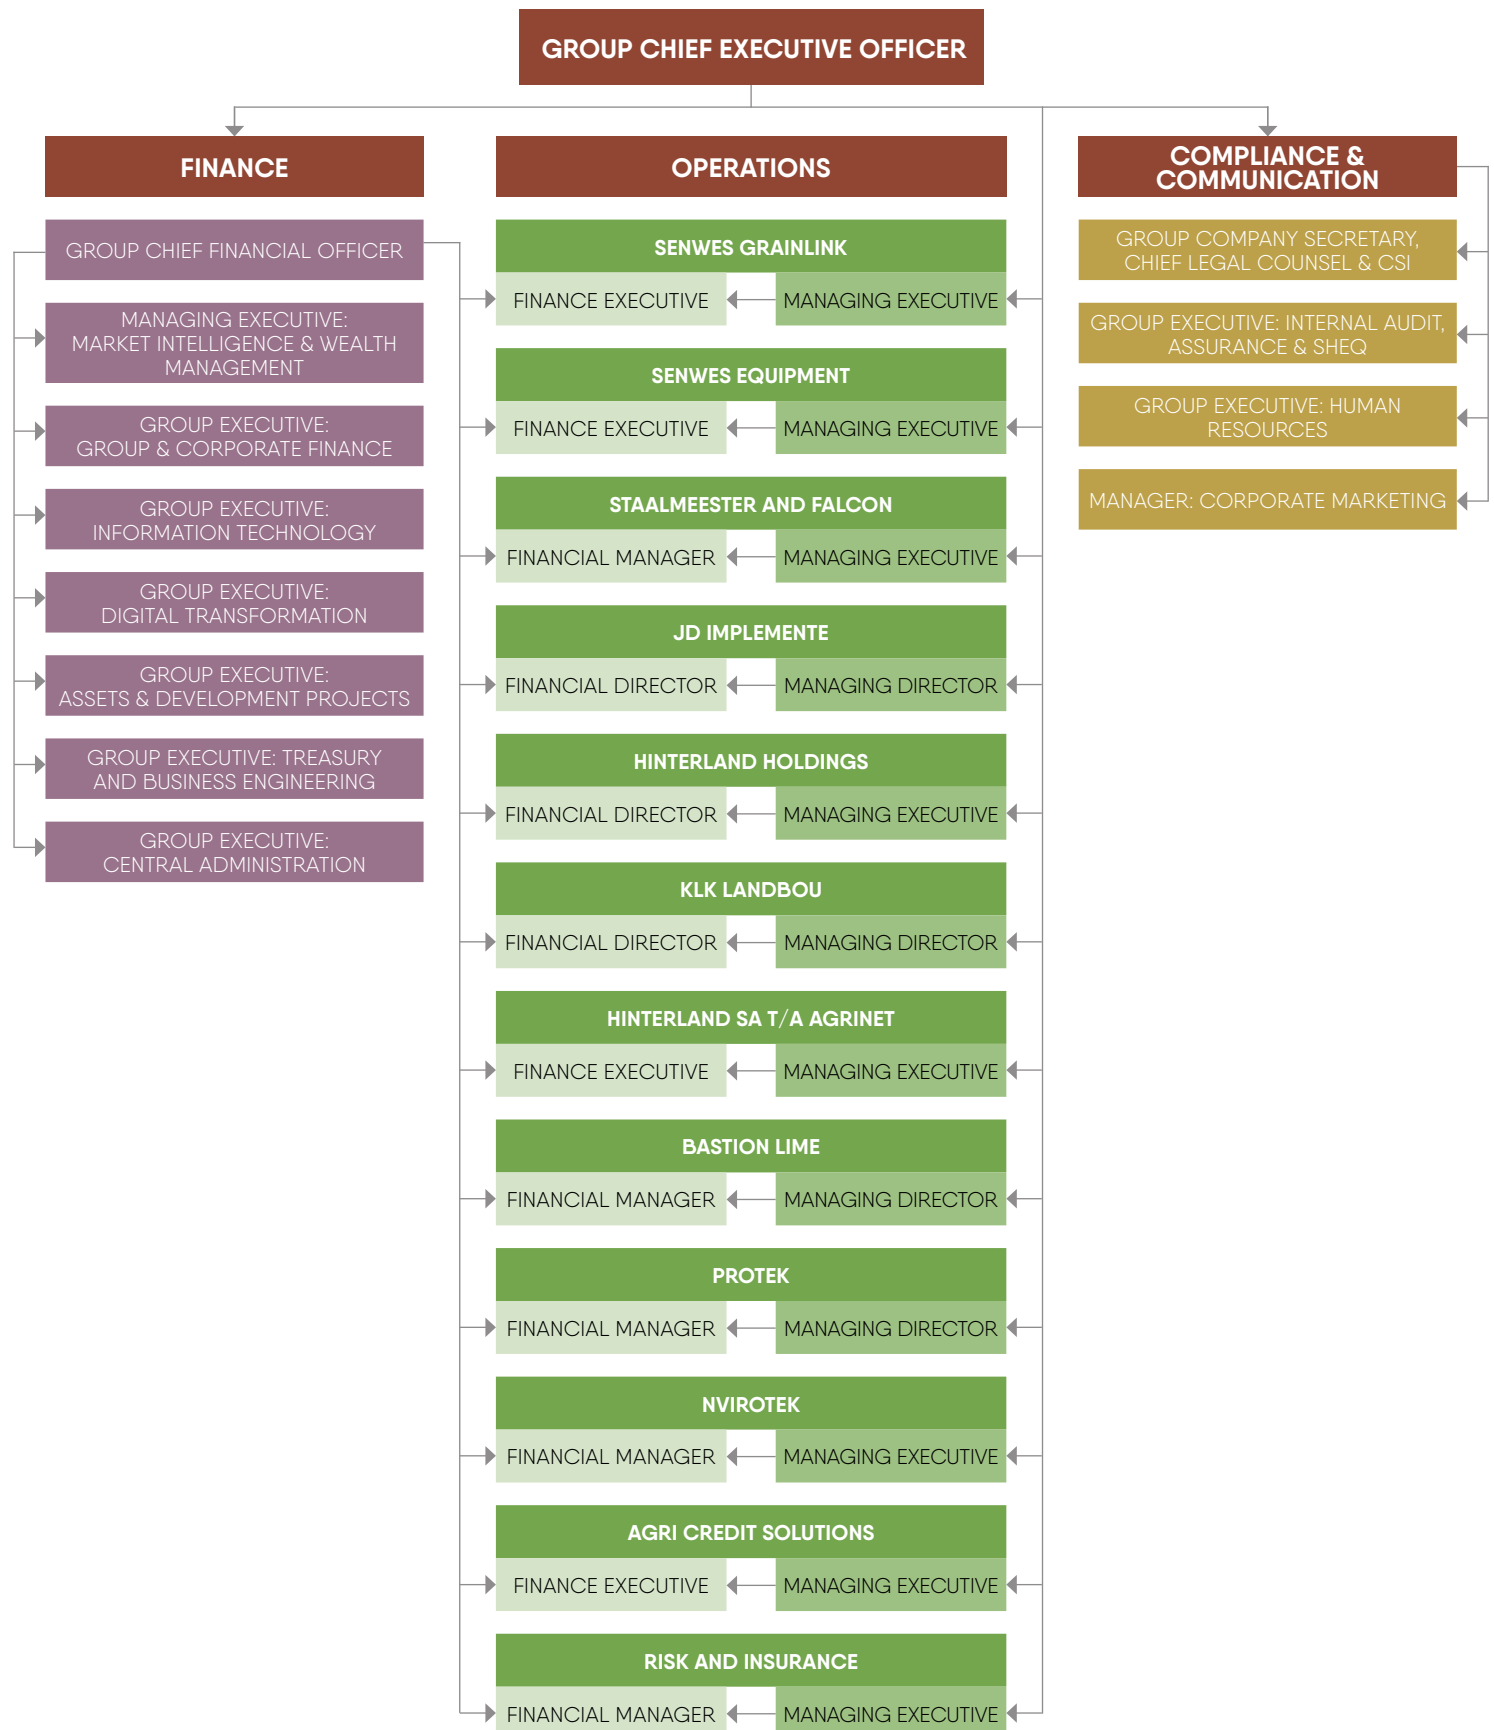 GROUP CHIEF EXECUTIVE OFFICER
FINANCE
GROUP CHIEF FINANCIAL OFFICER
MANAGING EXECUTIVE:
MARKET INTELLIGENCE & WEALTH
MANAGEMENT
GROUP EXECUTIVE:
GROUP & CORPORATE FINANCE
GROUP EXECUTIVE:
INFORMATION TECHNOLOGY
GROUP EXECUTIVE:
DIGITAL TRANSFORMATION
GROUP EXECUTIVE:
ASSETS & DEVELOPMENT PROJECTS
GROUP EXECUTIVE: TREASURY
AND BUSINESS ENGINEERING
GROUP EXECUTIVE:
CENTRAL ADMINISTRATION
OPERATIONS
SENWES GRAINLINK
FINANCE EXECUTIVE
MANAGING EXECUTIVE
SENWES EQUIPMENT
FINANCE EXECUTIVE
MANAGING EXECUTIVE
STAALMEESTER AND FALCON
FINANCIAL MANAGER
MANAGING EXECUTIVE
JD IMPLEMENTE
FINANCIAL DIRECTOR
MANAGING DIRECTOR
HINTERLAND HOLDINGS
FINANCIAL DIRECTOR
MANAGING EXECUTIVE
KLK LANDBOU
FINANCIAL DIRECTOR
MANAGING DIRECTOR
HINTERLAND SA T/A AGRINET
FINANCE EXECUTIVE
MANAGING EXECUTIVE
BASTION LIME
FINANCIAL MANAGER
MANAGING DIRECTOR
PROTEK
FINANCIAL MANAGER
MANAGING DIRECTOR
NVIROTEK
FINANCIAL MANAGER
MANAGING EXECUTIVE
AGRI CREDIT SOLUTIONS
FINANCE EXECUTIVE
MANAGING EXECUTIVE
RISK AND INSURANCE
FINANCIAL MANAGER
MANAGING EXECUTIVE
COMPLIANCE &
COMMUNICATION
GROUP COMPANY SECRETARY,
CHIEF LEGAL COUNSEL & CSI
GROUP EXECUTIVE: INTERNAL AUDIT,
ASSURANCE & SHEQ
GROUP EXECUTIVE: HUMAN
RESOURCES
MANAGER: CORPORATE MARKETING